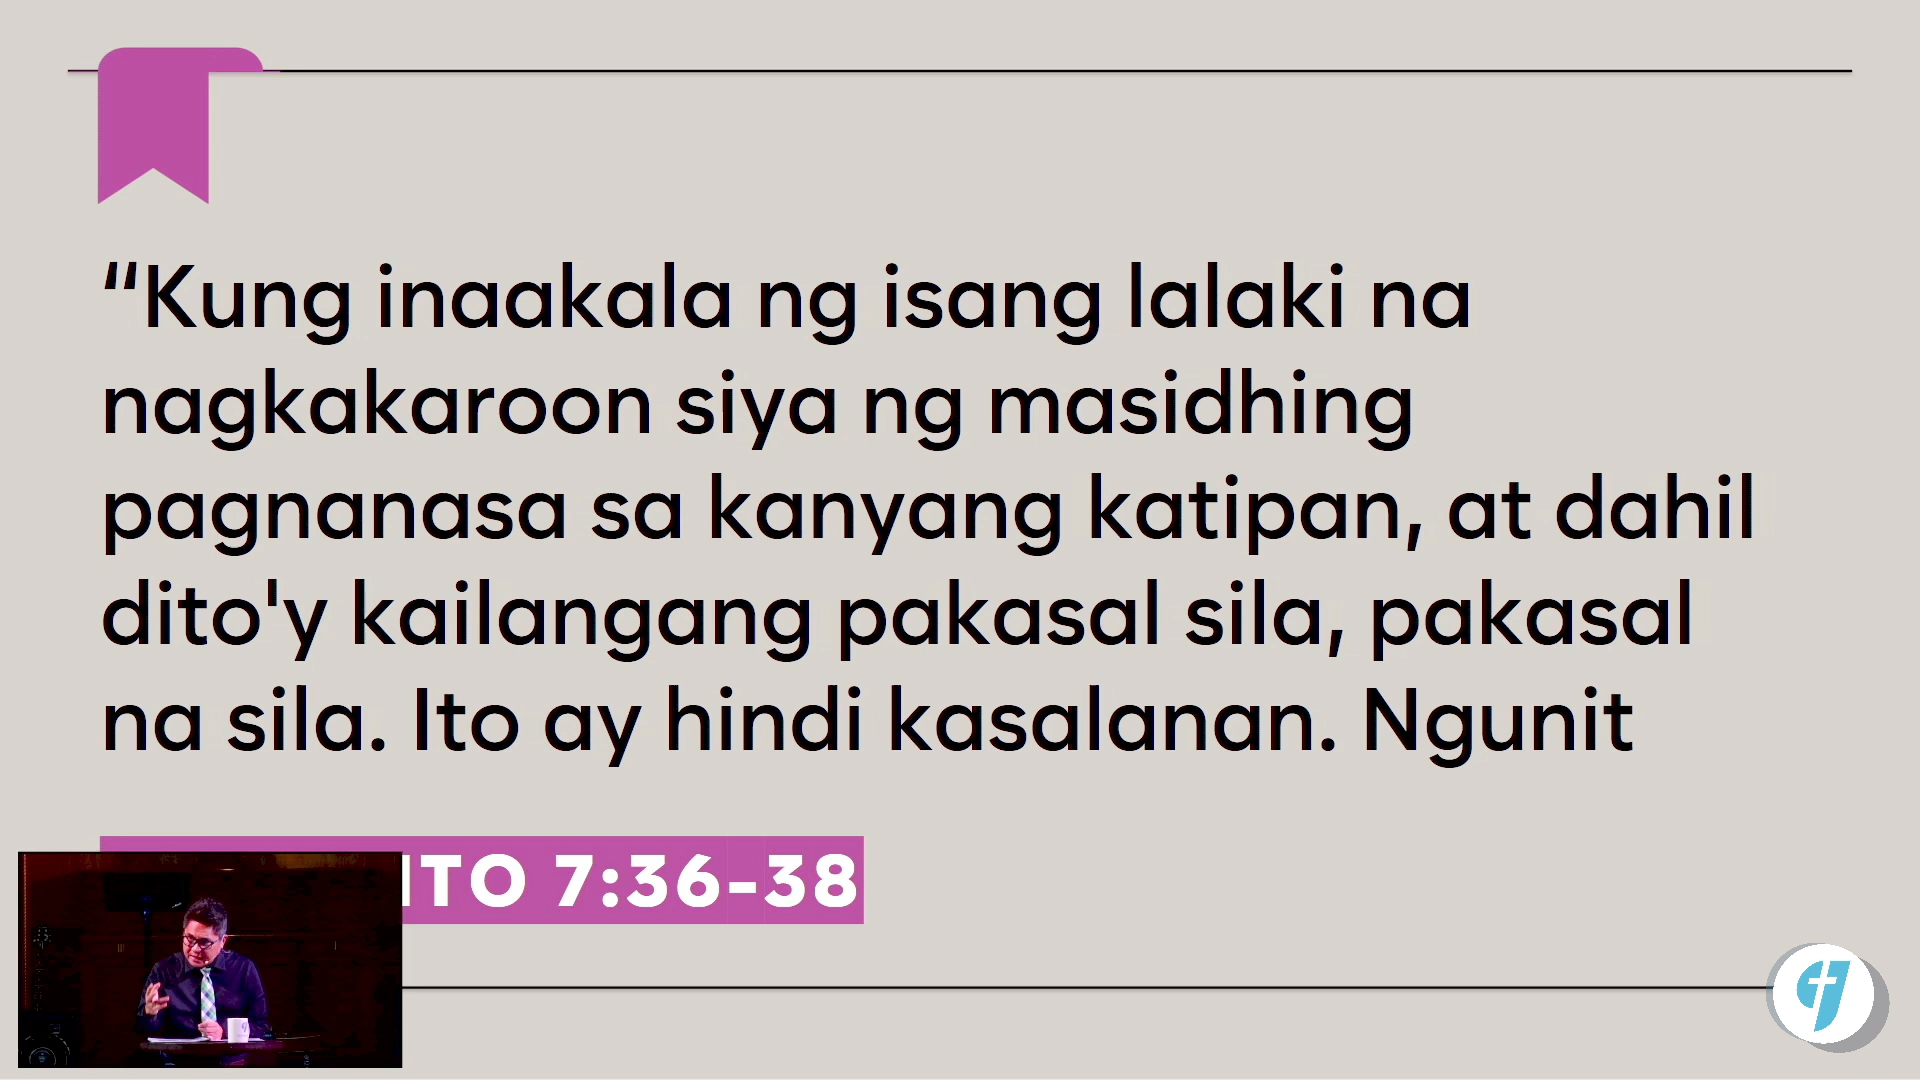 “Kung inaakala ng isang lalaki na
nagkakaroon siya ng masidhing
pagnanasa sa kanyang katipan, at dahil
dito'y kailangang pakasal sila, pakasal
na sila. Ito ay hindi kasalanan. Ngunit
7:36-38